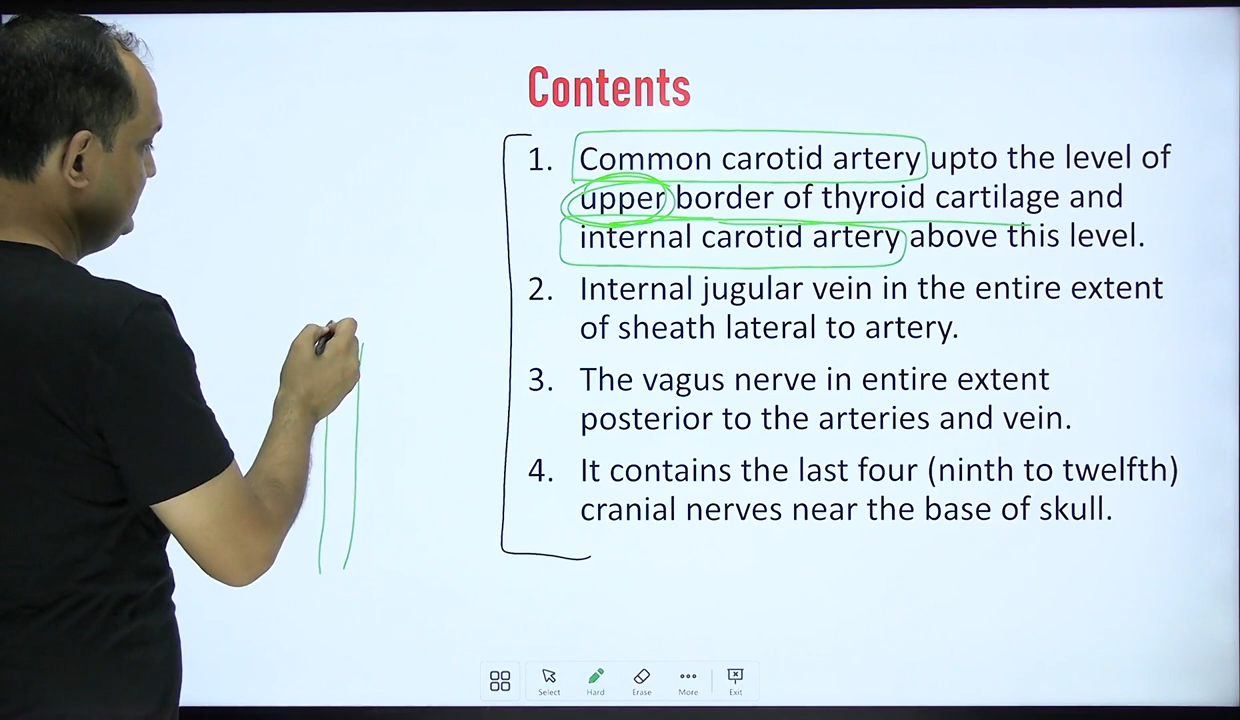 Contents
1. Common carotid artery upto the level of
upper border of thyroid cartilage and
internal carotid artery above this level.
2. Internal jugular vein in the entire extent
of sheath lateral to artery.
3. The vagus nerve in entire extent
posterior to the arteries and vein.
4. It contains the last four (ninth to twelfth)
cranial nerves near the base of skull.
Select Hard Erase More Exit